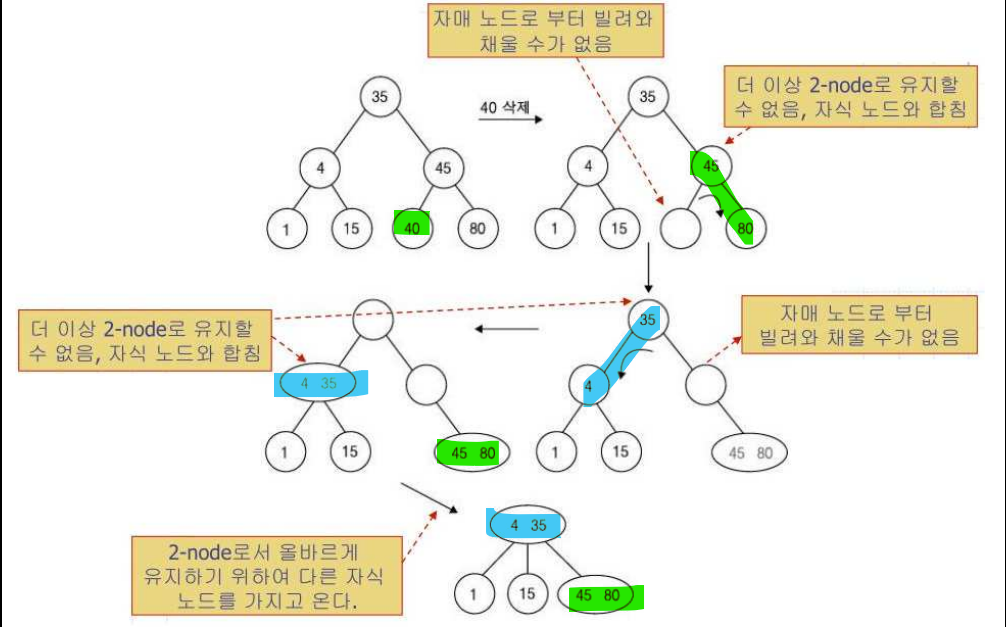 자매 노드로 부터 빌려와
채울 수가 없음
35
4
45
1
15
40
80
40 삭제
35
4
45
1
15
80
더 이상 2-node로 유지할
수 없음, 자식 노드와 합침
더 이상 2-node로 유지할
수 없음, 자식 노드와 합침
4 35
1
15
45 80
35
4
1
15
45 80
자매 노드로 부터
빌려와 채울 수가 없음
2-node로서 올바르게
유지하기 위하여 다른 자식
노드를 가지고 온다.
4 35
1
15
45 80